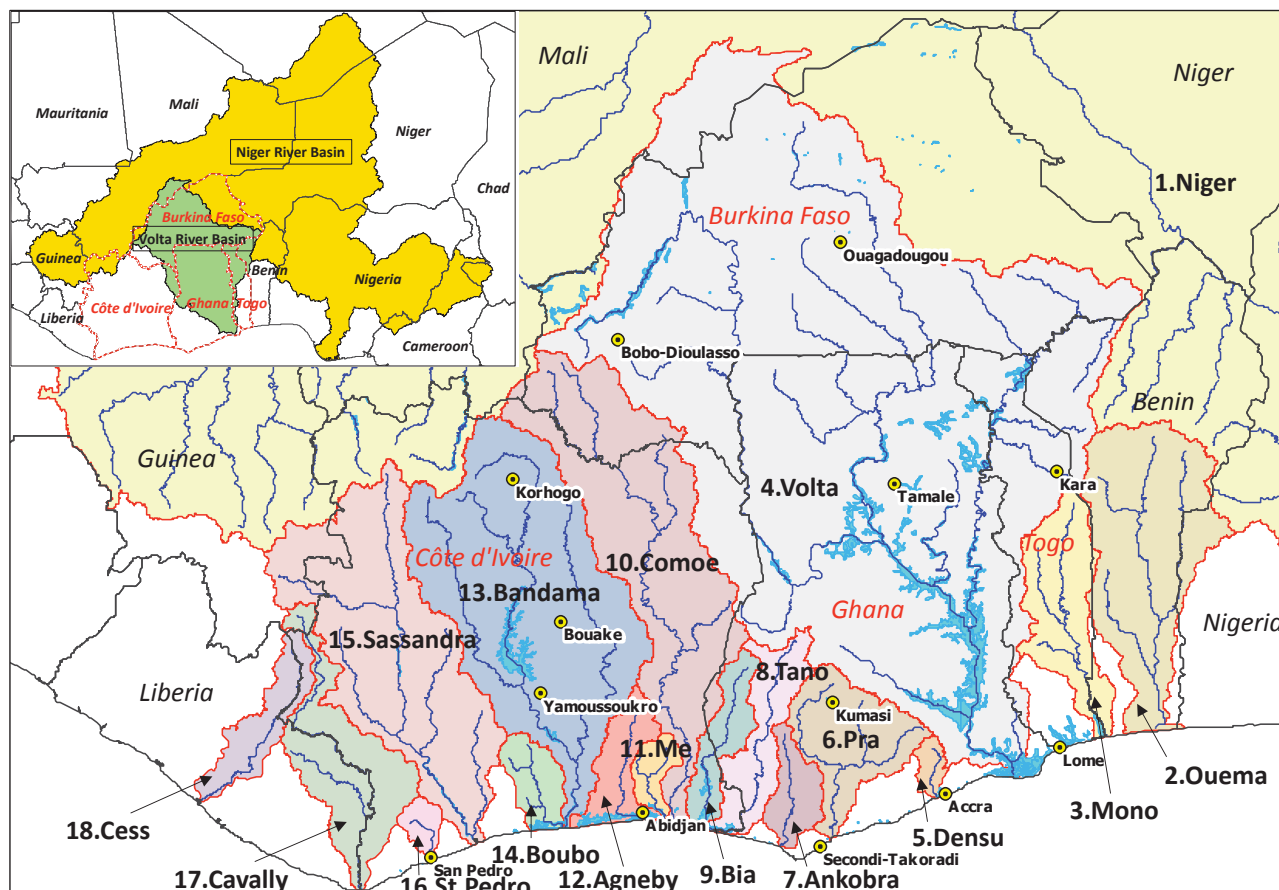 Mauritania
Mali
Niger
Chad
Niger River Basin
Burkina Faso
Volta River Basin
Guinea
Benin
Nigeria
Liberia
Côte d'Ivoire
Ghana
Togo
Cameroon
Mali
Niger
1.Niger
Burkina Faso
Ouagadougou
Bobo-Dioulasso
Benin
Guinea
Korhogo
4.Volta
Tamale
Kara
Côte d'Ivoire
10.Comoe
Togo
13.Bandama
Ghana
Bouake
15.Sassandra
Nigeria
Liberia
8.Tano
Yamoussoukro
Kumasi
11.Me
6.Pra
Lome
2.Ouema
Accra
3.Mono
Abidjan
18.Cess
5.Densu
Secondi-Takoradi
14.Boubo
San Pedro
9.Bia
17.Cavally
16.St.Pedro
12.Agneby
7.Ankobra